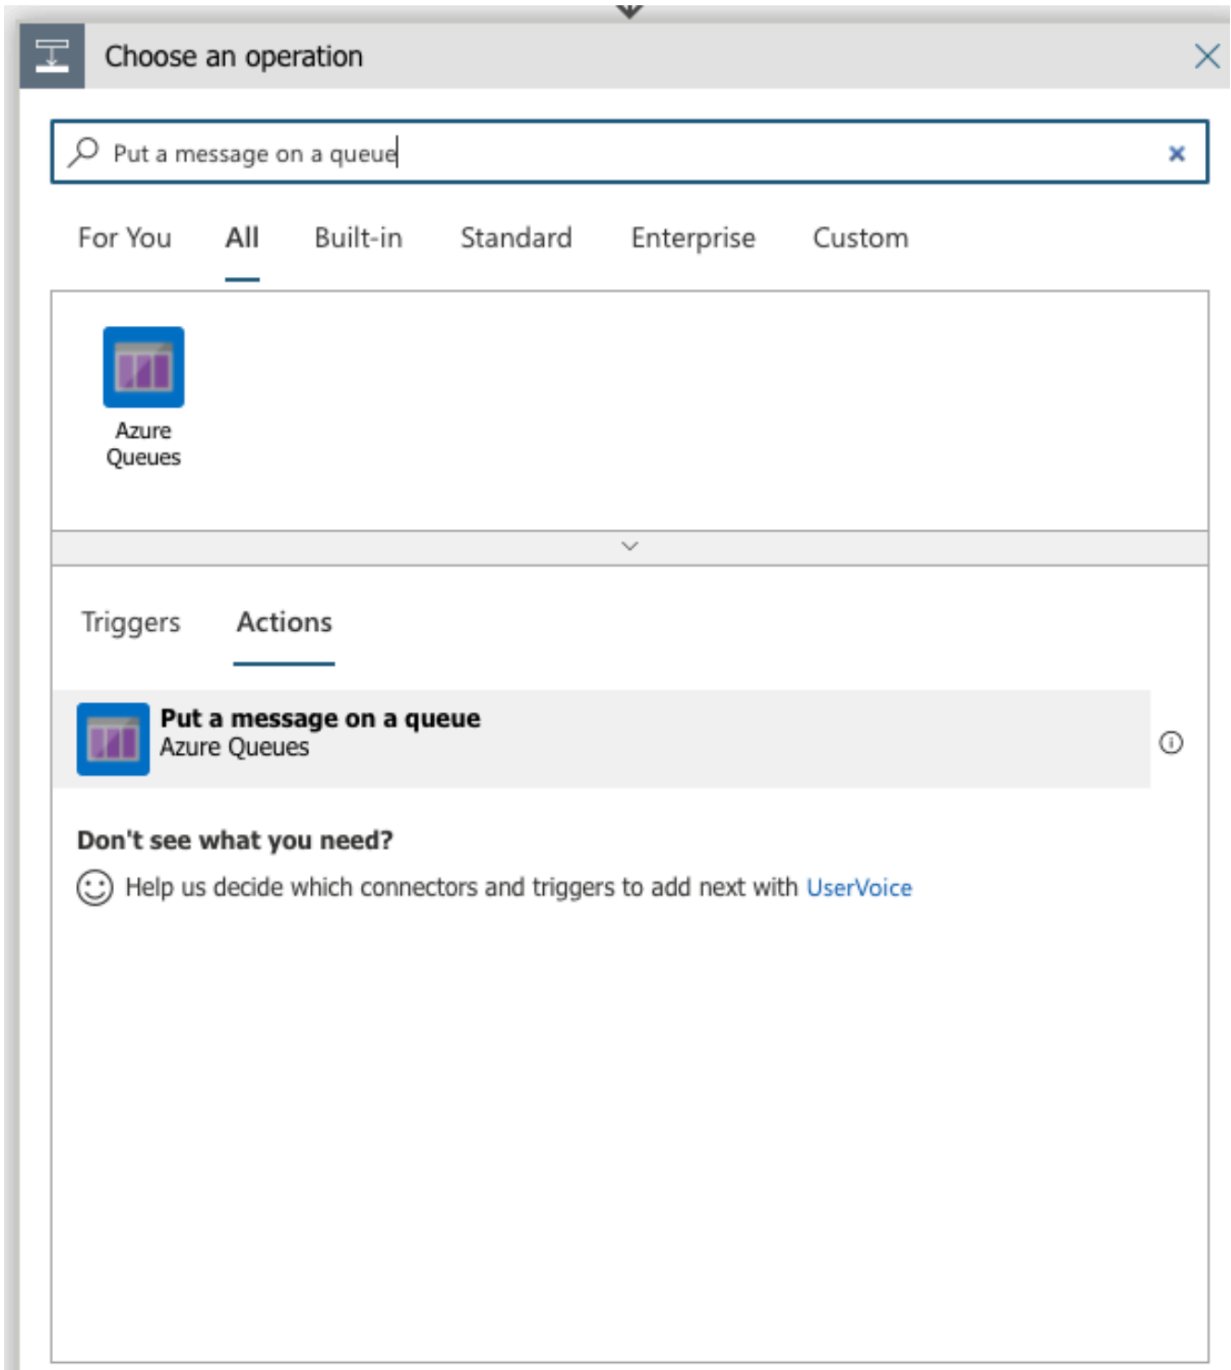 Choose an operation
Put a message on a queue
For You All Built-in Standard Enterprise Custom
Azure
Queues
Triggers Actions
Put a message on a queue
Azure Queues
Don't see what you need?
Help us decide which connectors and triggers to add next with UserVoice